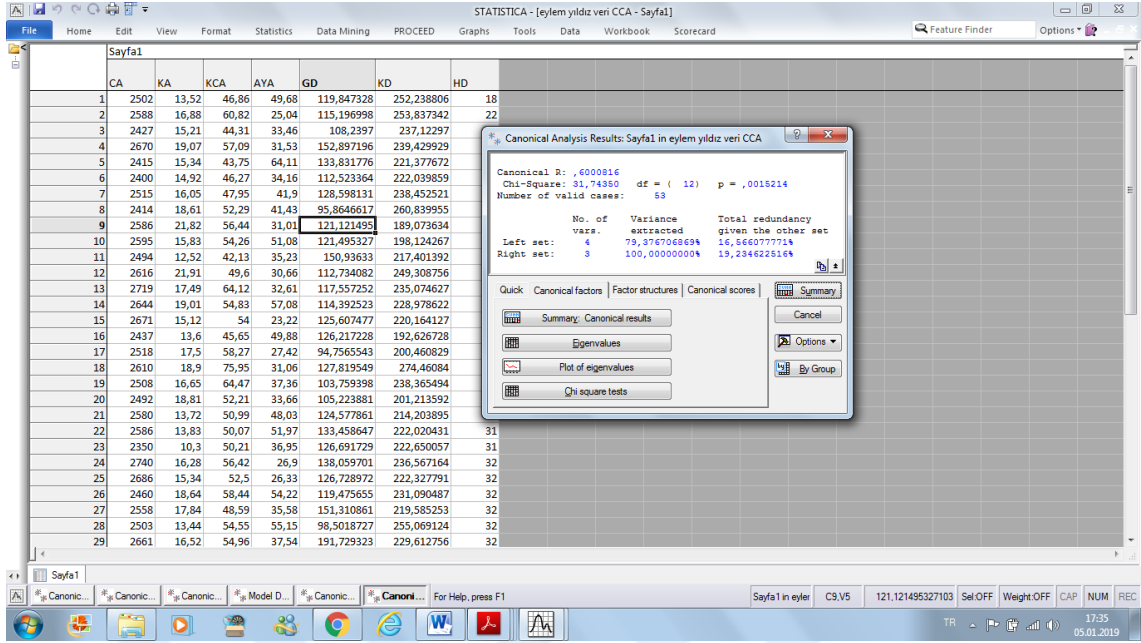 STATISTICA - [eylem yıldız veri CCA - Sayfa1]
File Home Edit View Format Statistics Data Mining PROCEED Graphs Tools Data Workbook Scorecard Feature Finder Options
Sayfa1
CA KA KCA AYA GD KD HD
1 2502 13,52 46,86 49,68 119,847328 252,238806 18
2 2588 16,88 60,82 25,04 115,196998 253,837342 22
3 2427 15,21 44,31 33,46 108,2397 237,12297
4 2670 19,07 57,09 31,53 152,897196 239,429929
5 2415 15,34 43,75 64,11 133,831776 221,377672
6 2400 14,92 46,27 34,16 112,523364 222,039859
7 2515 16,05 47,95 41,9 128,598131 238,452521
8 2414 18,61 52,29 41,43 95,8646617 260,839955
9 2586 21,82 56,44 31,01 121,121495 189,073634
10 2595 15,83 54,26 51,08 121,495327 198,124267
11 2494 12,52 42,13 35,23 150,93633 217,401392
12 2616 21,91 49,6 30,66 112,734082 249,308756
13 2719 17,49 64,12 32,61 117,557252 235,074627
14 2644 19,01 54,83 57,08 114,392523 228,978622
15 2671 15,12 54 23,22 125,607477 220,164127
16 2437 13,6 45,65 49,88 126,217228 192,626728
17 2518 17,5 58,27 27,42 94,7565543 200,460829
18 2610 18,9 75,95 31,06 127,819549 274,46084
19 2508 16,65 64,47 37,36 103,759398 238,365494
20 2492 18,81 52,21 33,66 105,223881 201,213592
21 2580 13,72 50,99 48,03 124,577861 214,203895
22 2586 13,83 50,07 51,97 133,458647 222,020431 31
23 2350 10,3 50,21 36,95 126,691729 222,650057 31
24 2740 16,28 56,42 26,9 138,059701 236,567164 32
25 2686 15,34 52,5 26,33 126,728972 222,327791 32
26 2460 18,64 58,44 54,22 119,475655 231,090487 32
27 2558 17,84 48,59 35,58 151,310861 219,585253 32
28 2503 13,44 54,55 55,15 98,5018727 255,069124 32
29 2661 16,52 54,96 37,54 191,729323 229,612756 32
Canonical Analysis Results: Sayfa1 in eylem yıldız veri CCA
Canonical R: ,6000816
Chi-Square: 31,74350 df = ( 12) p = ,0015214
Number of valid cases: 53
No. of Variance Total redundancy
vars. extracted given the other set
Left set: 4 79,376706869% 16,566077771%
Right set: 3 100,00000000% 19,234622516%
Quick Canonical factors Factor structures Canonical scores
Summary
Cancel
Options
By Group
Summary: Canonical results
Eigenvalues
Plot of eigenvalues
Chi square tests
Sayfa1
Canonic... Canonic... Canonic... Model D... Canonic... Canoni... For Help, press F1 Sayfa1 in eyler C9,V5 121,121495327103 Sel:OFF Weight:OFF CAP NUM REC
TR 17:35
05.01.2019